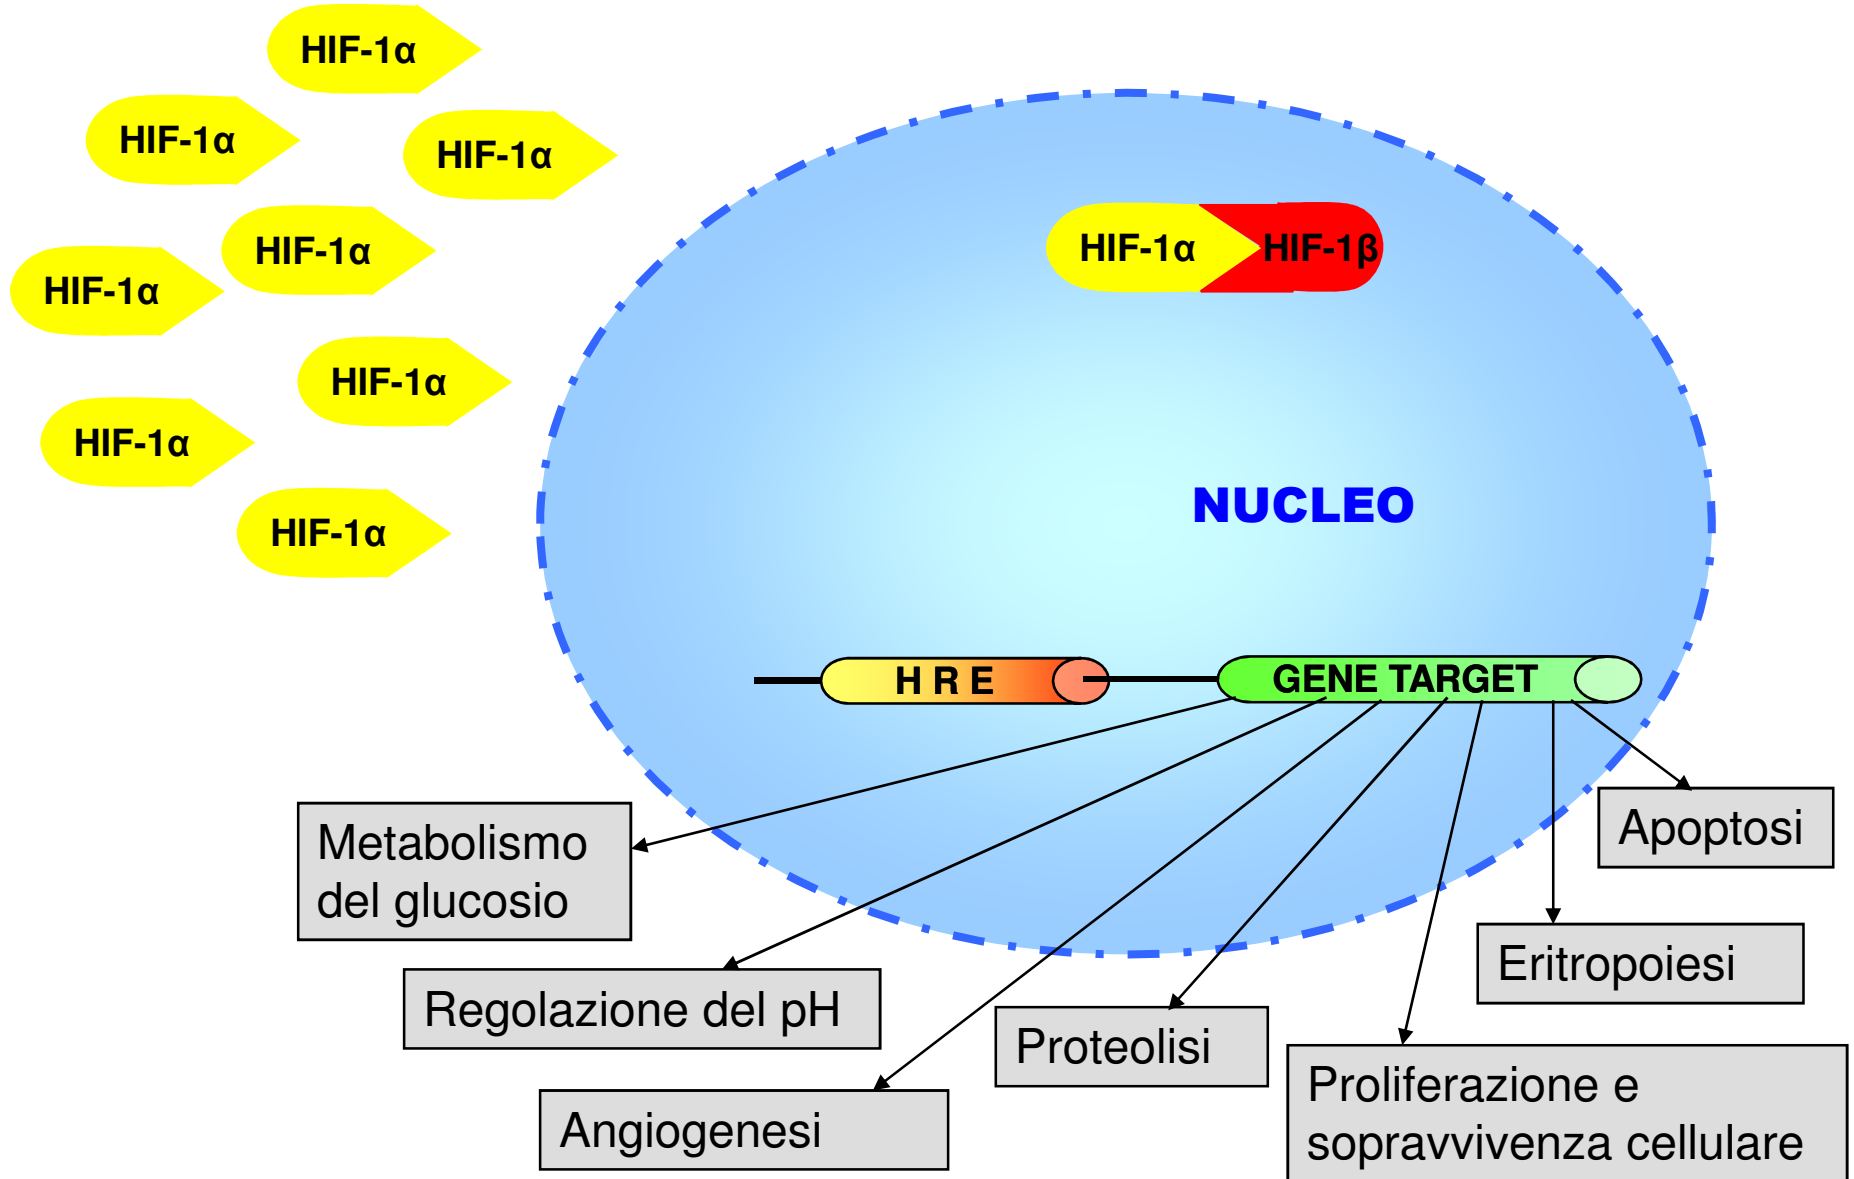 HIF-1α
HIF-1α
HIF-1α
HIF-1α
HIF-1α
HIF-1α
HIF-1α
HIF-1α
HIF-1α HIF-1β
NUCLEO
H R E
GENE TARGET
Metabolismo
del glucosio
Regolazione del pH
Angiogenesi
Proteolisi
Proliferazione e
sopravvivenza cellulare
Eritropoiesi
Apoptosi